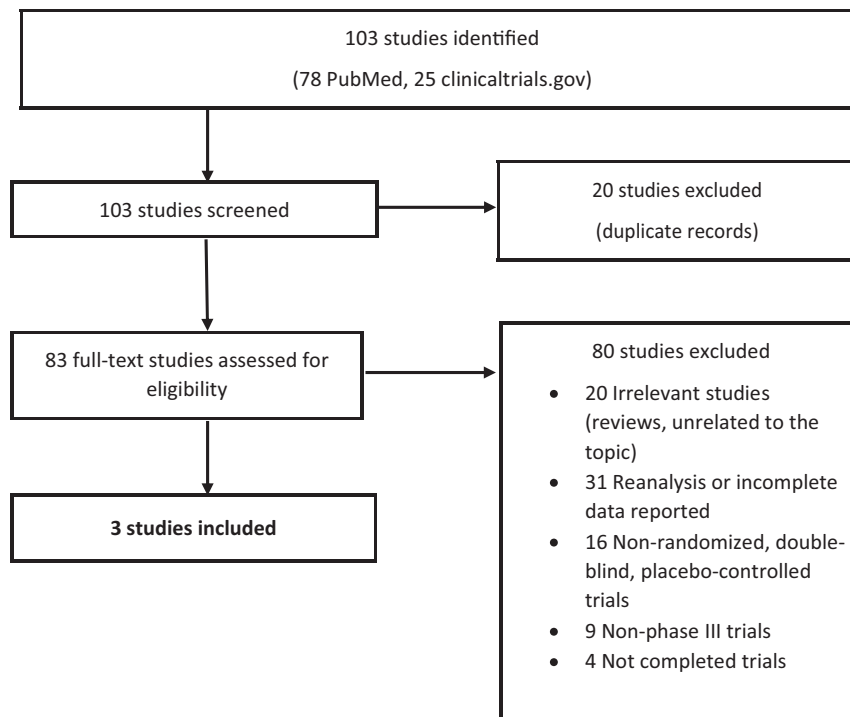 103 studies identified
(78 PubMed, 25 clinicaltrials.gov)
103 studies screened
20 studies excluded
(duplicate records)
83 full-text studies assessed for
eligibility
80 studies excluded
• 20 Irrelevant studies
(reviews, unrelated to the
topic)
• 31 Reanalysis or incomplete
data reported
• 16 Non-randomized, double-
blind, placebo-controlled
trials
• 9 Non-phase III trials
• 4 Not completed trials
3 studies included